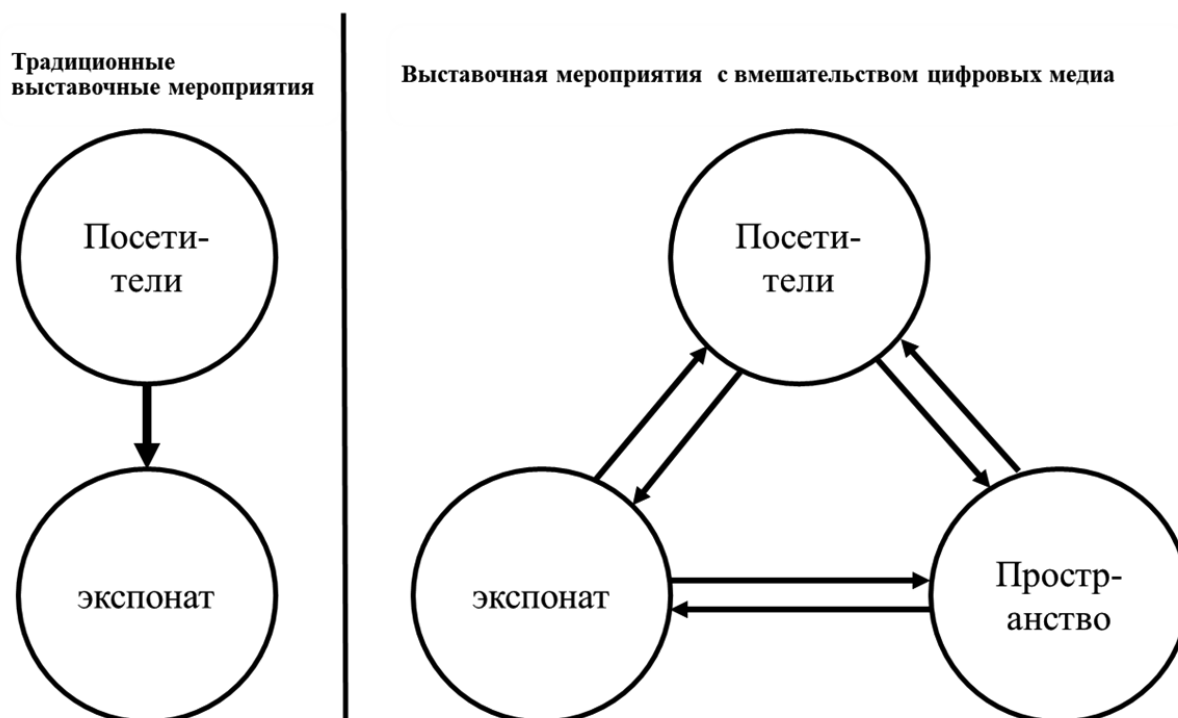 Традиционные
выставочные мероприятия
Посети-
тели
экспонат
Выставочная мероприятия с вмешательством цифровых медиа
Посети-
тели
экспонат
Простр-
анство